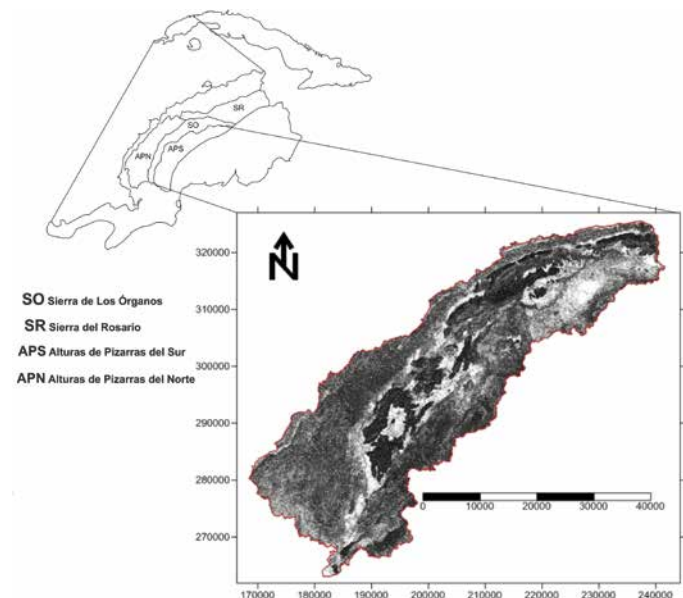 SR
SO
APN
APS
N
SO Sierra de Los Órganos
SR Sierra del Rosario
APS Alturas de Pizarras del Sur
APN Alturas de Pizarras del Norte
320000
310000
300000
290000
280000
270000
0 10000 20000 30000 40000
170000 180000 190000 200000 210000 220000 230000 240000